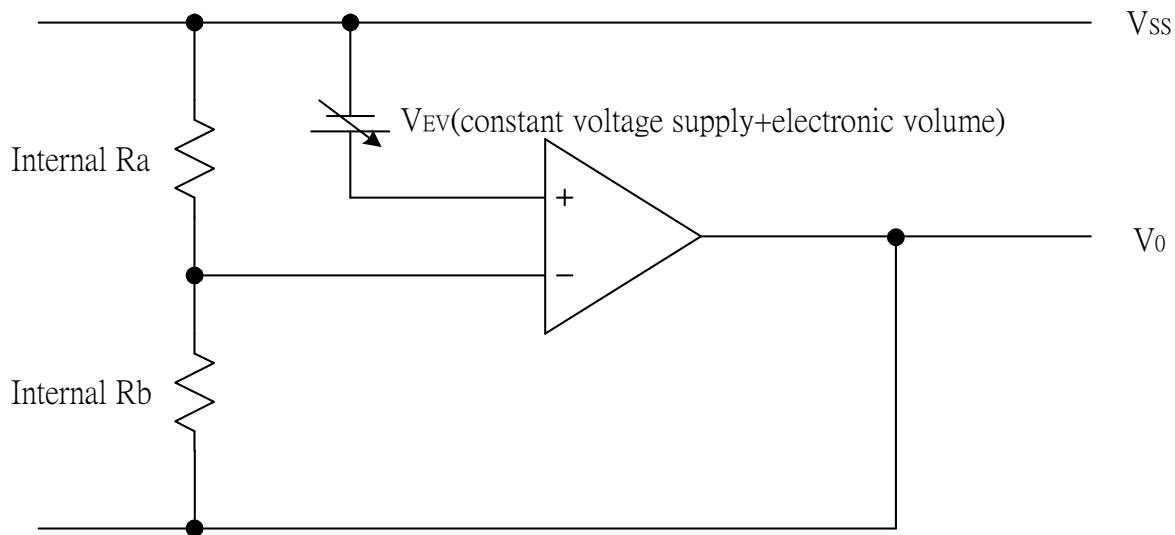 VSS
VEV(constant voltage supply+electronic volume)
Internal Ra
+
V0
−
Internal Rb